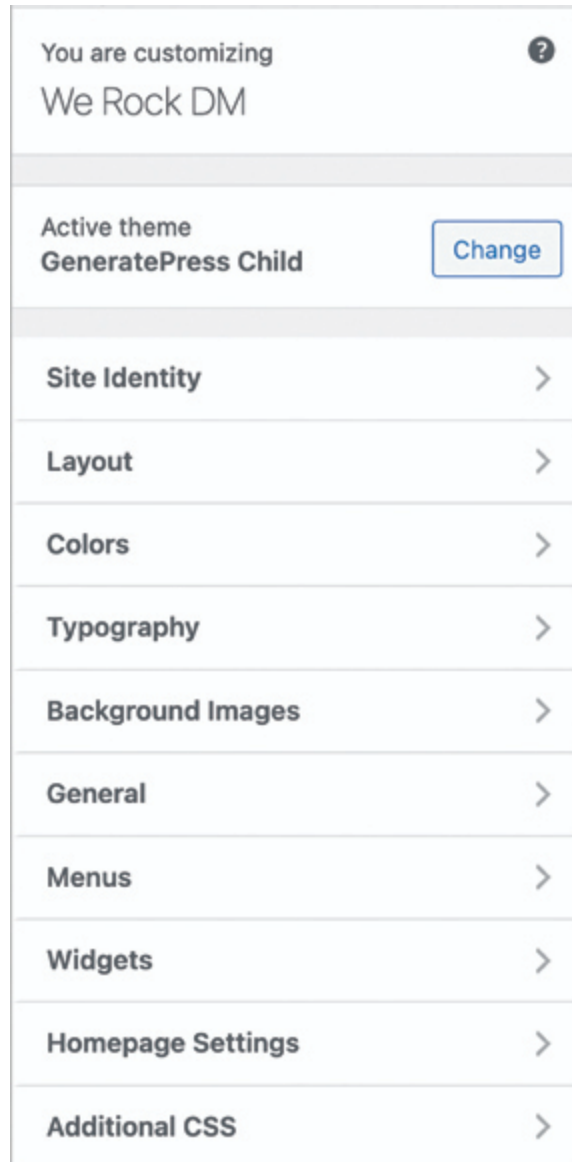 You are customizing
We Rock DM
Active theme
GeneratePress Child
Change
Site Identity
Layout
Colors
Typography
Background Images
General
Menus
Widgets
Homepage Settings
Additional CSS